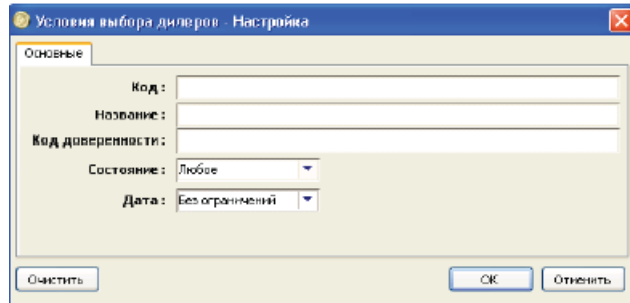 Условия выбора дилеров - Настройка
Основные
Код :
Название :
Код доверенности :
Состояние : Любое
Дата : Без ограничений
Очистить OK Отменить